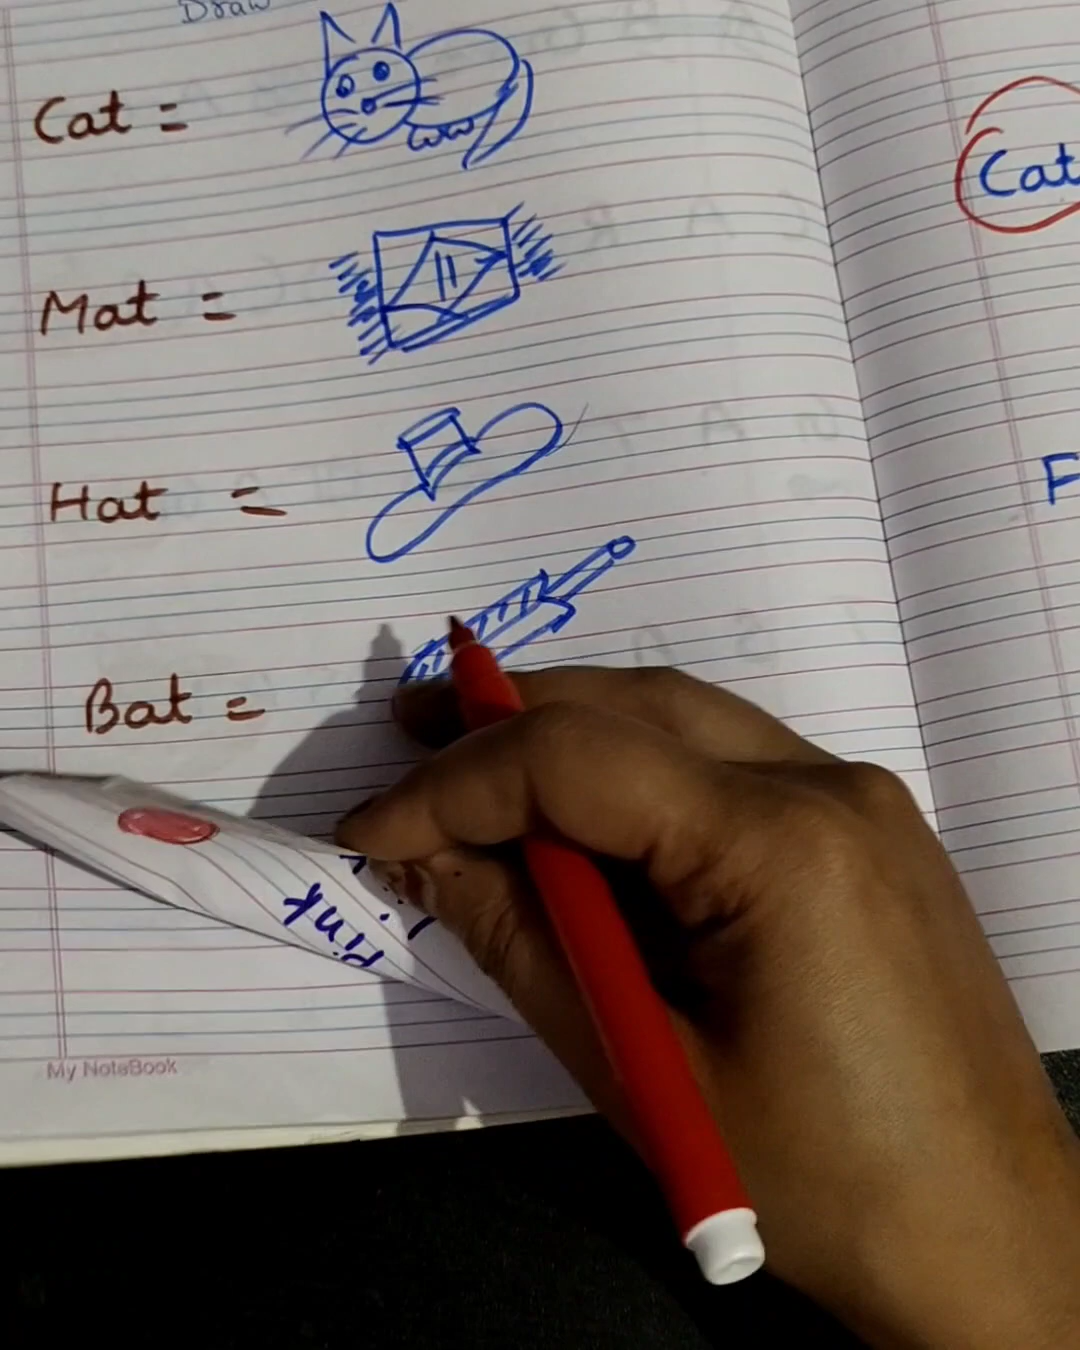 Draw
Cat =
Mat =
Hat =
Bat =
Pink
My NoteBook
Cat
F